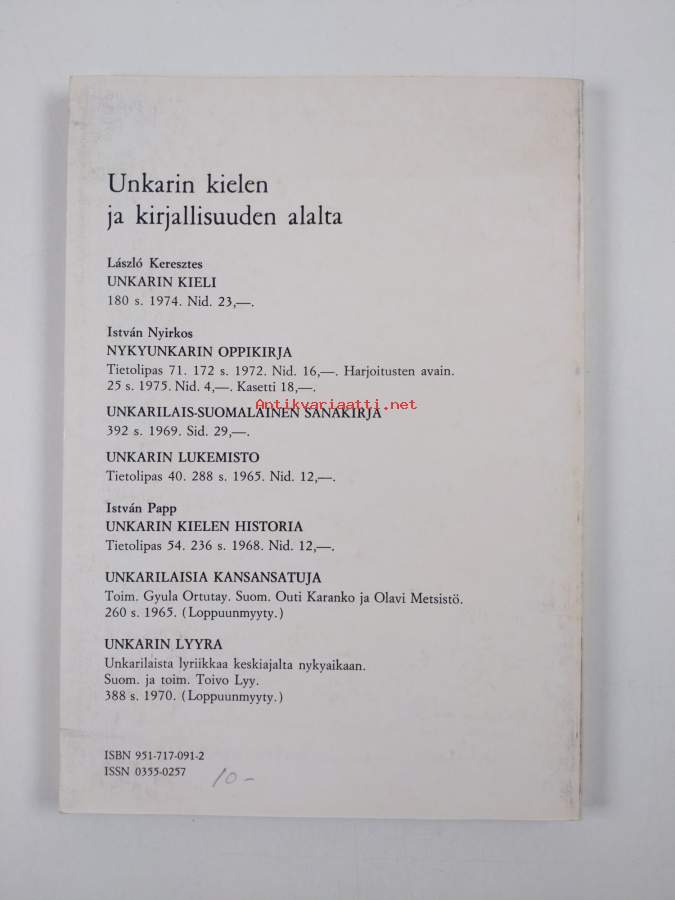 Unkarin kielen
ja kirjallisuuden alalta
László Keresztes
UNKARIN KIELI
180 s. 1974. Nid. 23,—.
István Nyirkos
NYKYUNKARIN OPPIKIRJA
Tietolipas 71. 172 s. 1972. Nid. 16,—. Harjoitusten avain.
25 s. 1975. Nid. 4,—. Kasetti 18,—.
Antikvariaatti.net
UNKARILAIS-SUOMALAINEN SANAKIRJA
392 s. 1969. Sid. 29,—.
UNKARIN LUKEMISTO
Tietolipas 40. 288 s. 1965. Nid. 12,—.
István Papp
UNKARIN KIELEN HISTORIA
Tietolipas 54. 236 s. 1968. Nid. 12,—.
UNKARILAISIA KANSANSATUJA
Toim. Gyula Ortutay. Suom. Outi Karanko ja Olavi Metsistö.
260 s. 1965. (Loppuunmyyty.)
UNKARIN LYYRA
Unkarilaista lyriikkaa keskiajalta nykyaikaan.
Suom. ja toim. Toivo Lyy.
388 s. 1970. (Loppuunmyyty.)
ISBN 951-717-091-2
ISSN 0355-0257
10-